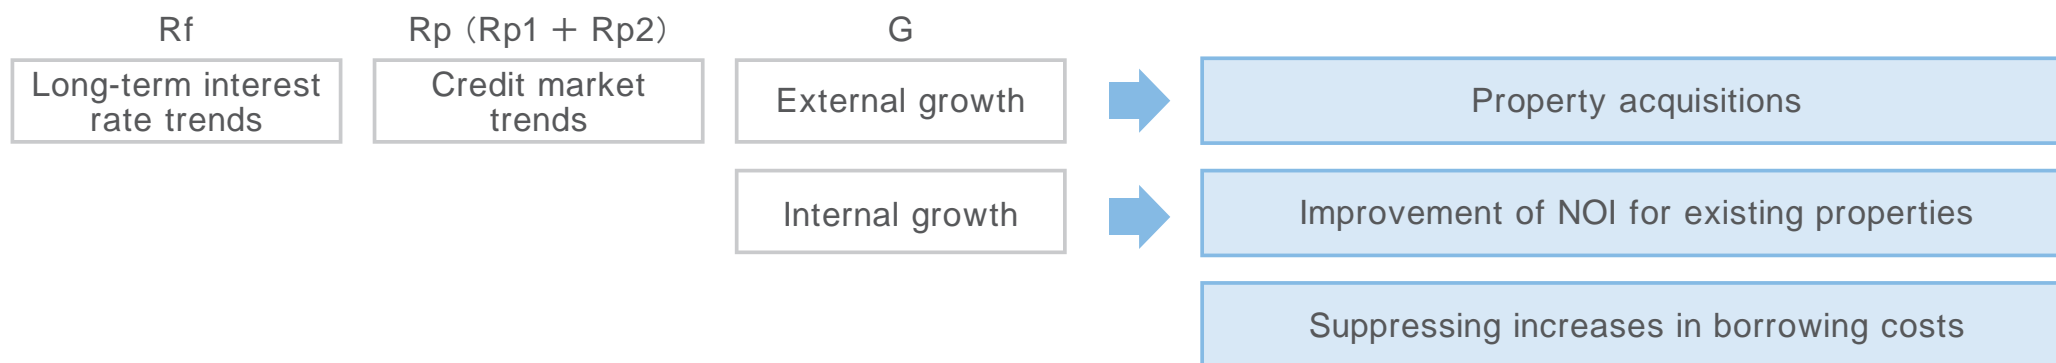 Rf
Rp（Rp1 ＋ Rp2）
G
Long-term interest
rate trends
Credit market
trends
External growth
Property acquisitions
Internal growth
Improvement of NOI for existing properties
Suppressing increases in borrowing costs